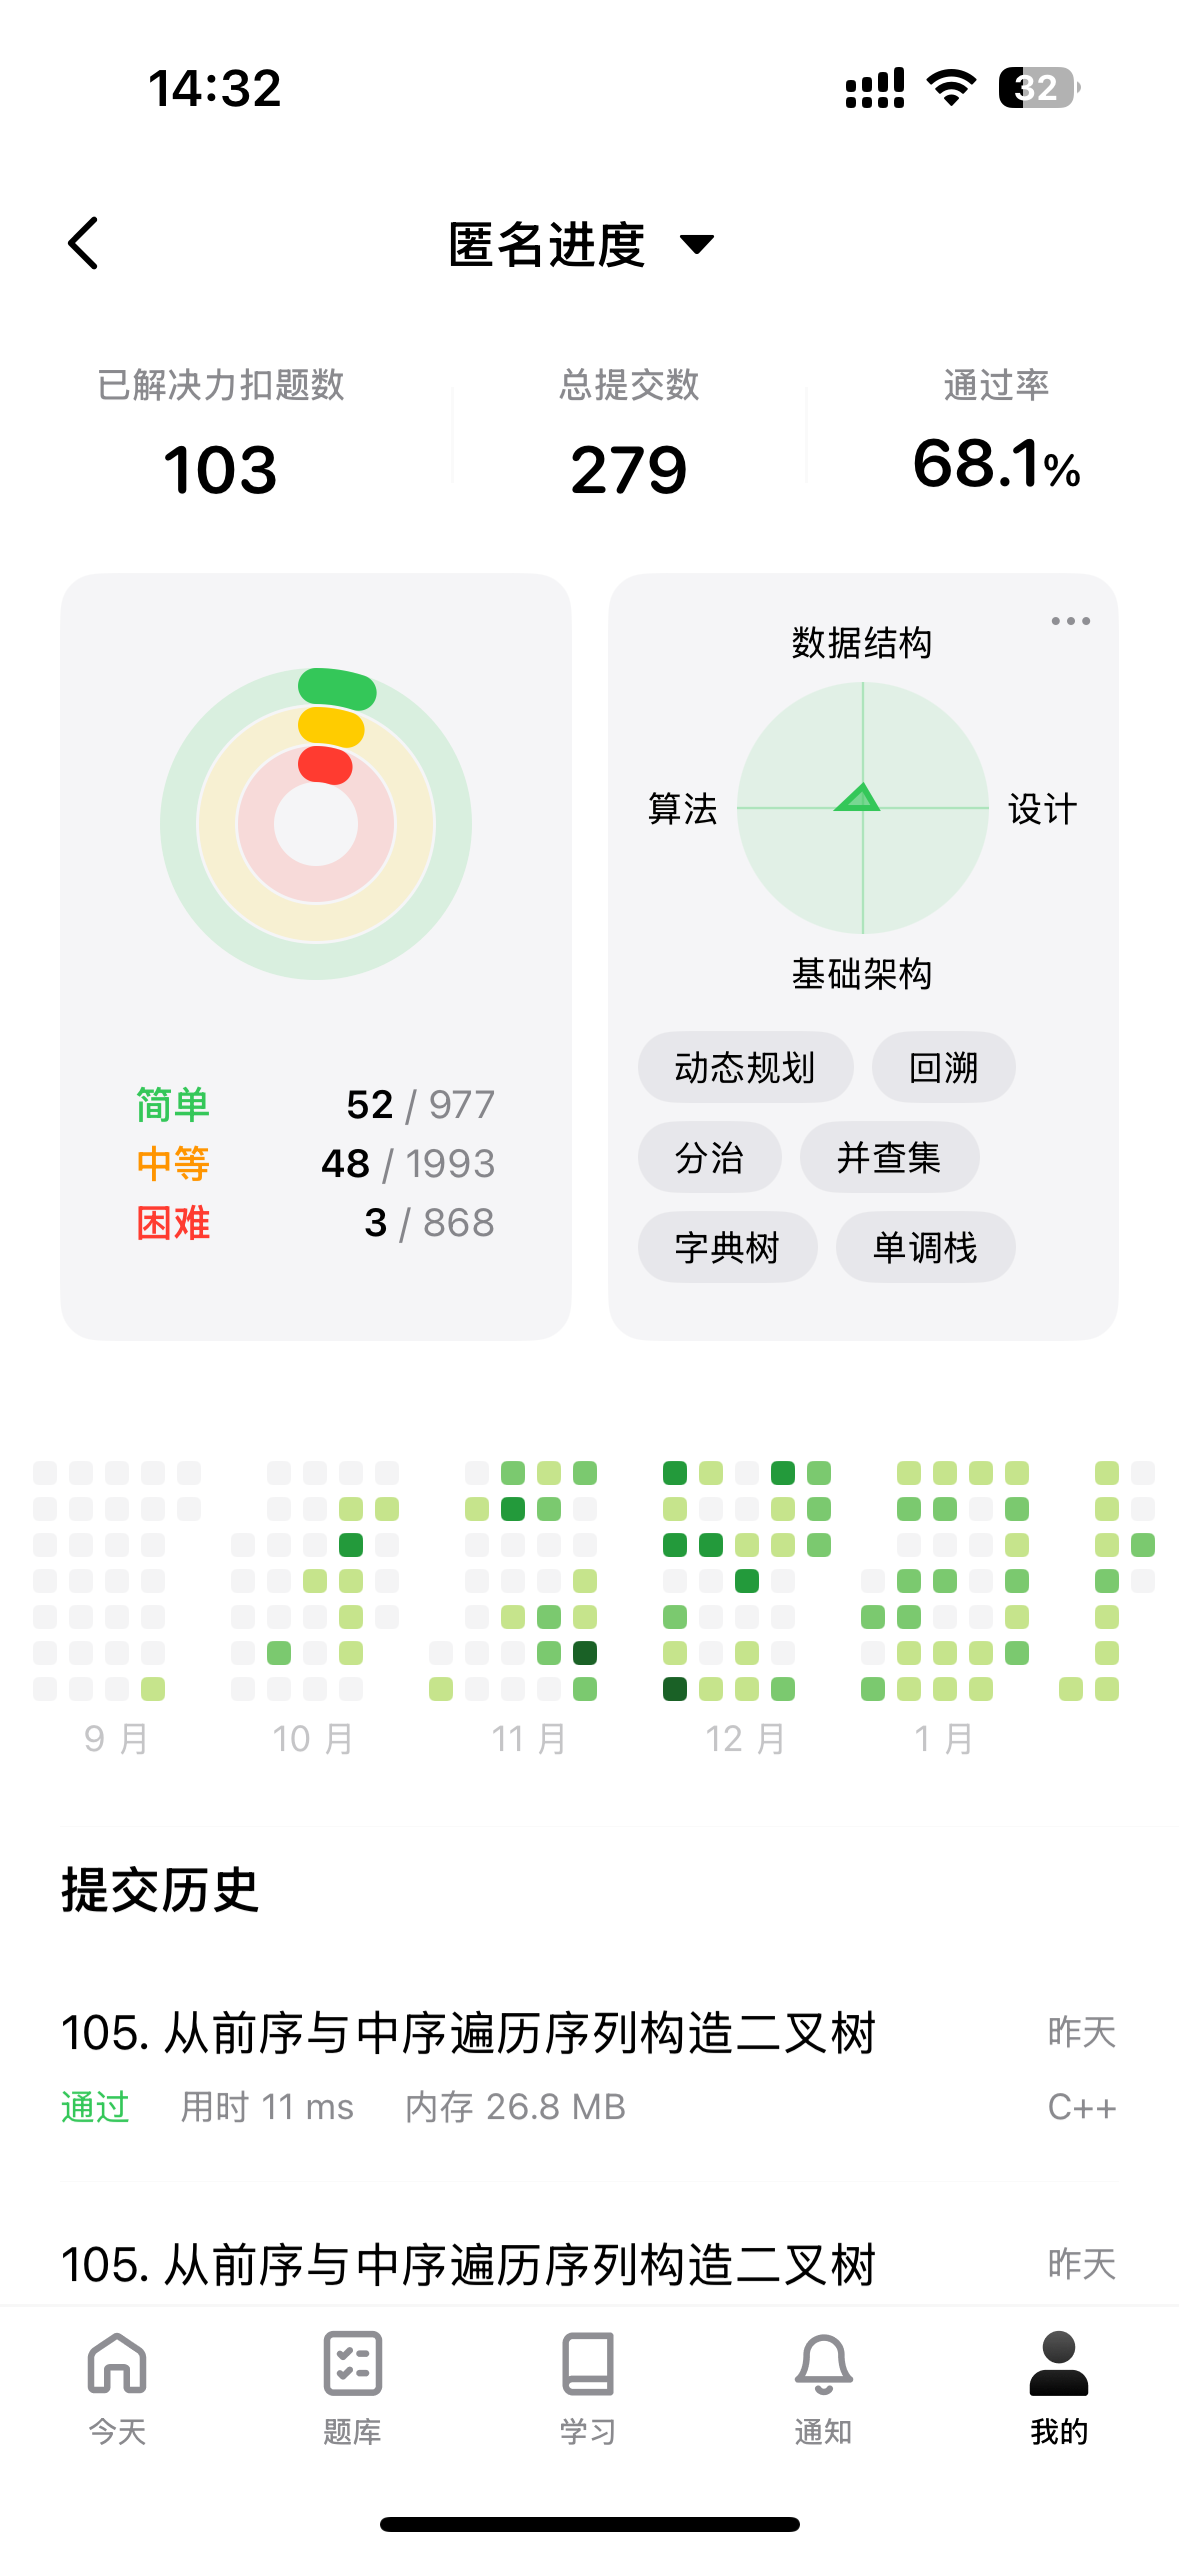 14:32
32
匿名进度
已解决力扣题数 总提交数 通过率
103 279 68.1%
数据结构
算法 设计
基础架构
简单 52 / 977
中等 48 / 1993
困难 3 / 868
动态规划 回溯
分治 并查集
字典树 单调栈
9 月 10 月 11 月 12 月 1 月
提交历史
105. 从前序与中序遍历序列构造二叉树 昨天
通过 用时 11 ms 内存 26.8 MB C++
105. 从前序与中序遍历序列构造二叉树 昨天
今天 题库 学习 通知 我的